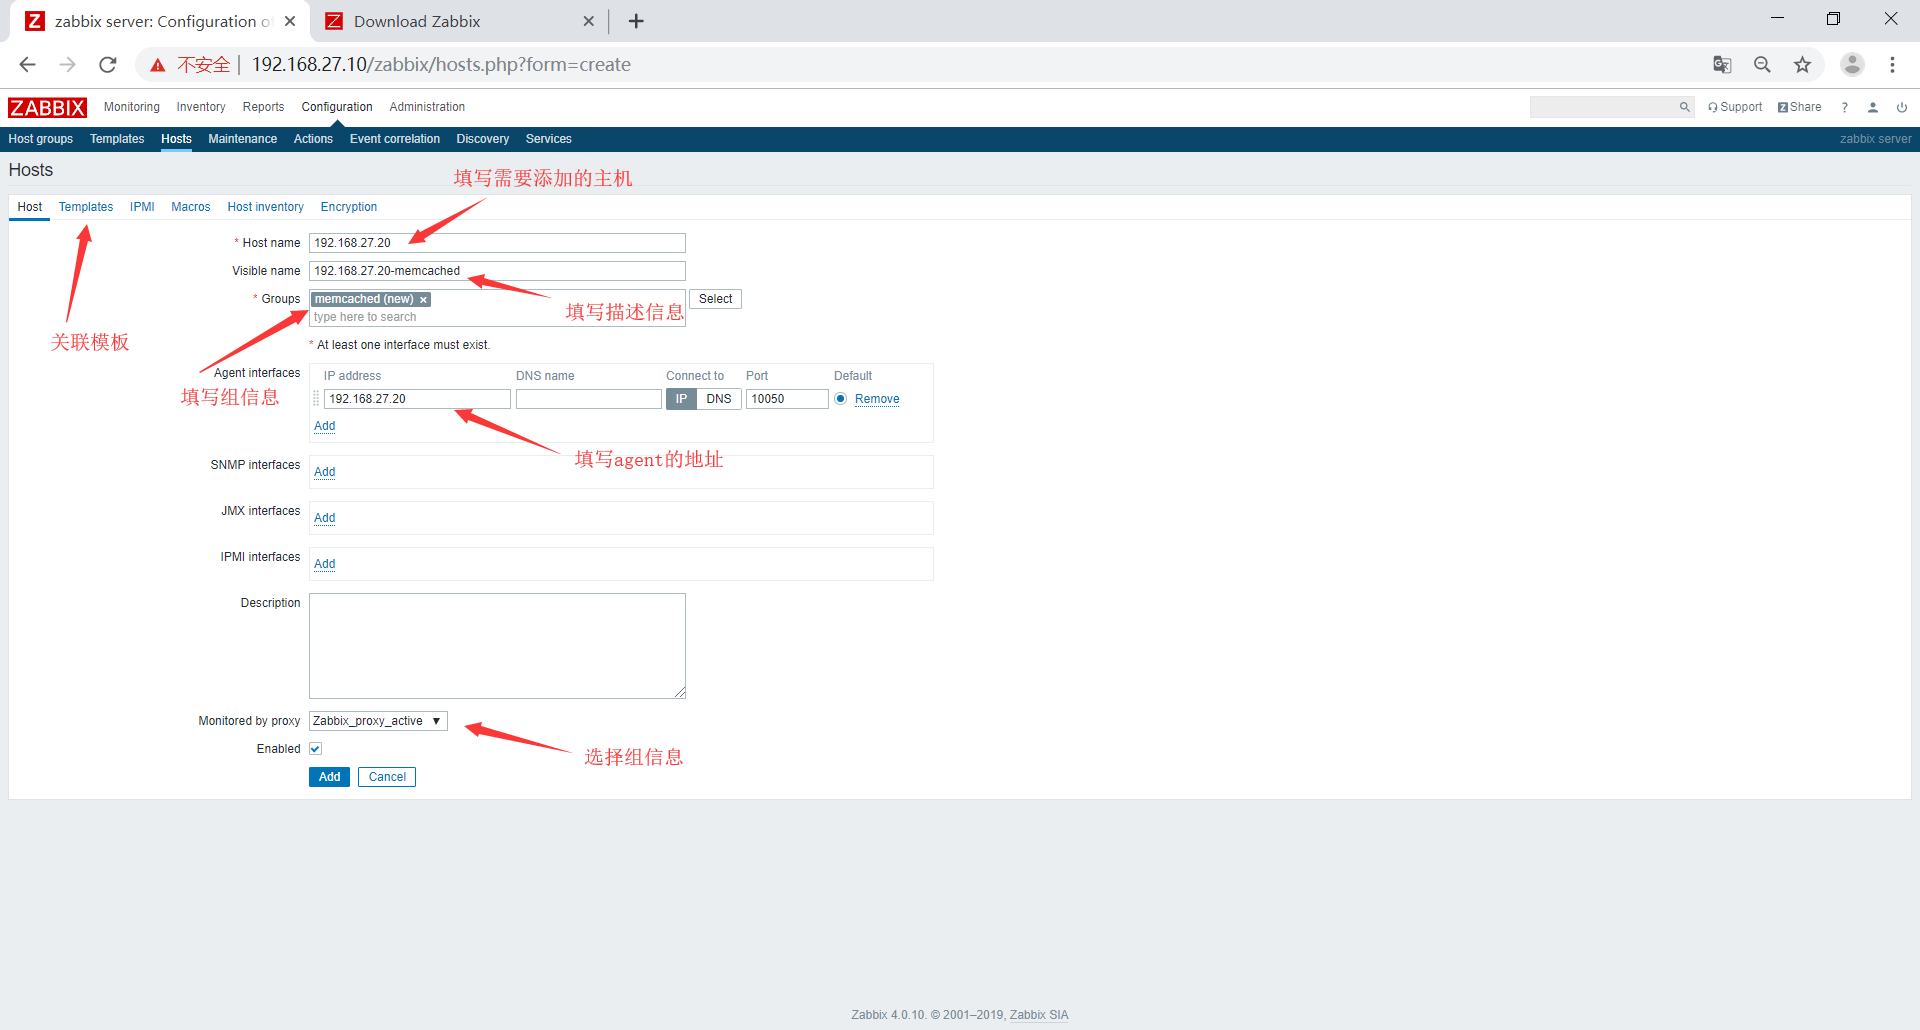 zabbix server: Configuration o
Download Zabbix
不安全 | 192.168.27.10/zabbix/hosts.php?form=create
ZABBIX Monitoring Inventory Reports Configuration Administration Support Share ?
Host groups Templates Hosts Maintenance Actions Event correlation Discovery Services zabbix server
Hosts
填写需要添加的主机
Host Templates IPMI Macros Host inventory Encryption
* Host name 192.168.27.20
Visible name 192.168.27.20-memcached
* Groups memcached (new) × Select
type here to search
填写描述信息
关联模板
* At least one interface must exist.
Agent interfaces IP address DNS name Connect to Port Default
填写组信息
192.168.27.20 IP DNS 10050 Remove
Add
填写agent的地址
SNMP interfaces Add
JMX interfaces Add
IPMI interfaces Add
Description
Monitored by proxy Zabbix_proxy_active
Enabled
选择组信息
Add Cancel
Zabbix 4.0.10. © 2001–2019, Zabbix SIA